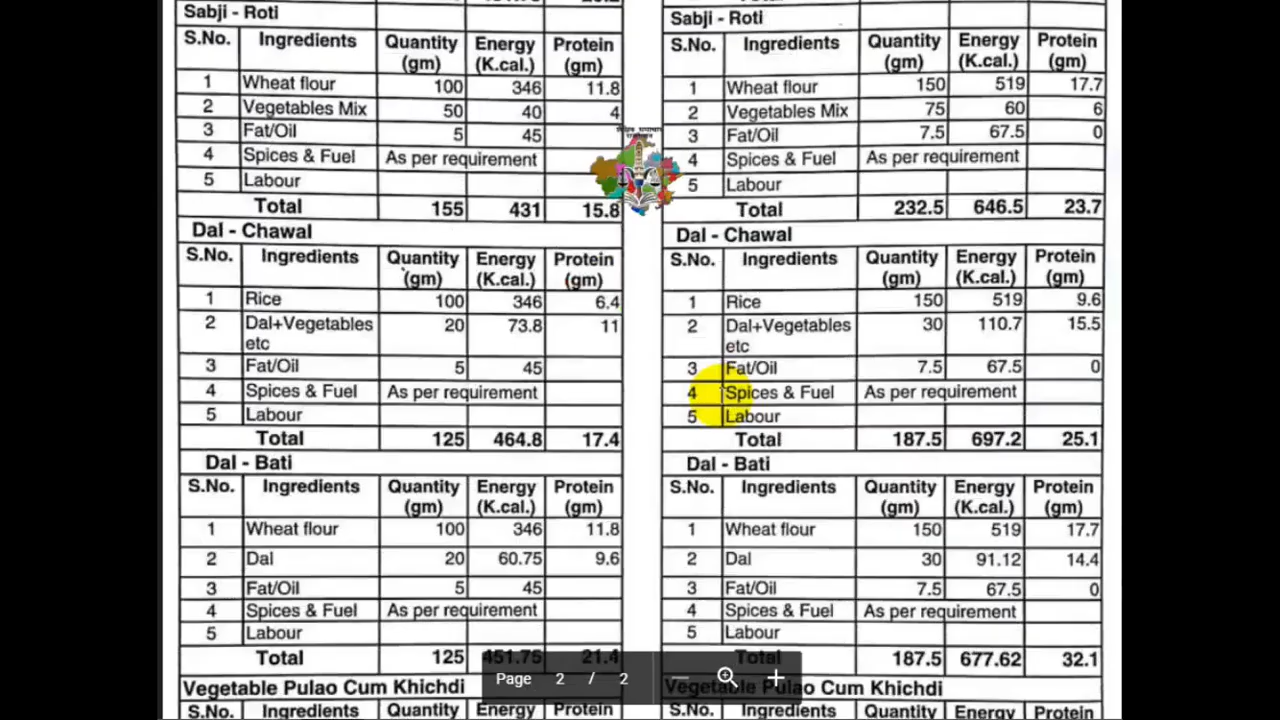 Sabji - Roti
S.No. Ingredients Quantity (gm) Energy (K.cal.) Protein (gm)
1 Wheat flour 100 346 11.8
2 Vegetables Mix 50 40 4
3 Fat/Oil 5 45
4 Spices & Fuel As per requirement
5 Labour
Total 155 431 15.8
Dal - Chawal
S.No. Ingredients Quantity (gm) Energy (K.cal.) Protein (gm)
1 Rice 100 346 6.4
2 Dal+Vegetables etc 20 73.8 11
3 Fat/Oil 5 45
4 Spices & Fuel As per requirement
5 Labour
Total 125 464.8 17.4
Dal - Bati
S.No. Ingredients Quantity (gm) Energy (K.cal.) Protein (gm)
1 Wheat flour 100 346 11.8
2 Dal 20 60.75 9.6
3 Fat/Oil 5 45
4 Spices & Fuel As per requirement
5 Labour
Total 125 451.75 21.4
Vegetable Pulao Cum Khichdi
S.No. Ingredients Quantity Energy Protein
Sabji - Roti
S.No. Ingredients Quantity (gm) Energy (K.cal.) Protein (gm)
1 Wheat flour 150 519 17.7
2 Vegetables Mix 75 60 6
3 Fat/Oil 7.5 67.5 0
4 Spices & Fuel As per requirement
5 Labour
Total 232.5 646.5 23.7
Dal - Chawal
S.No. Ingredients Quantity (gm) Energy (K.cal.) Protein (gm)
1 Rice 150 519 9.6
2 Dal+Vegetables etc 30 110.7 15.5
3 Fat/Oil 7.5 67.5 0
4 Spices & Fuel As per requirement
5 Labour
Total 187.5 697.2 25.1
Dal - Bati
S.No. Ingredients Quantity (gm) Energy (K.cal.) Protein (gm)
1 Wheat flour 150 519 17.7
2 Dal 30 91.12 14.4
3 Fat/Oil 7.5 67.5 0
4 Spices & Fuel As per requirement
5 Labour
Total 187.5 677.62 32.1
Vegetable Pulao Cum Khichdi
S.No. Ingredients Quantity Energy Protein
Page 2 / 2